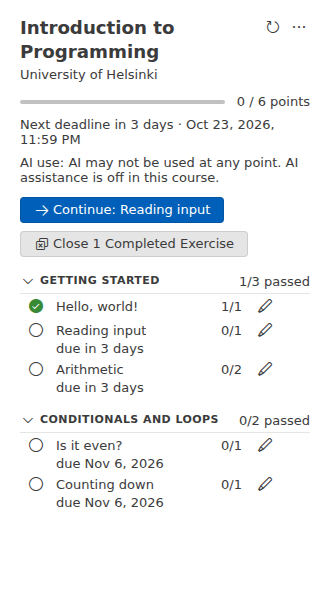 Introduction to
Programming
University of Helsinki
0 / 6 points
Next deadline in 3 days · Oct 23, 2026,
11:59 PM
AI use: AI may not be used at any point. AI
assistance is off in this course.
Continue: Reading input
Close 1 Completed Exercise
GETTING STARTED 1/3 passed
Hello, world! 1/1
Reading input 0/1
due in 3 days
Arithmetic 0/2
due in 3 days
CONDITIONALS AND LOOPS 0/2 passed
Is it even? 0/1
due Nov 6, 2026
Counting down 0/1
due Nov 6, 2026